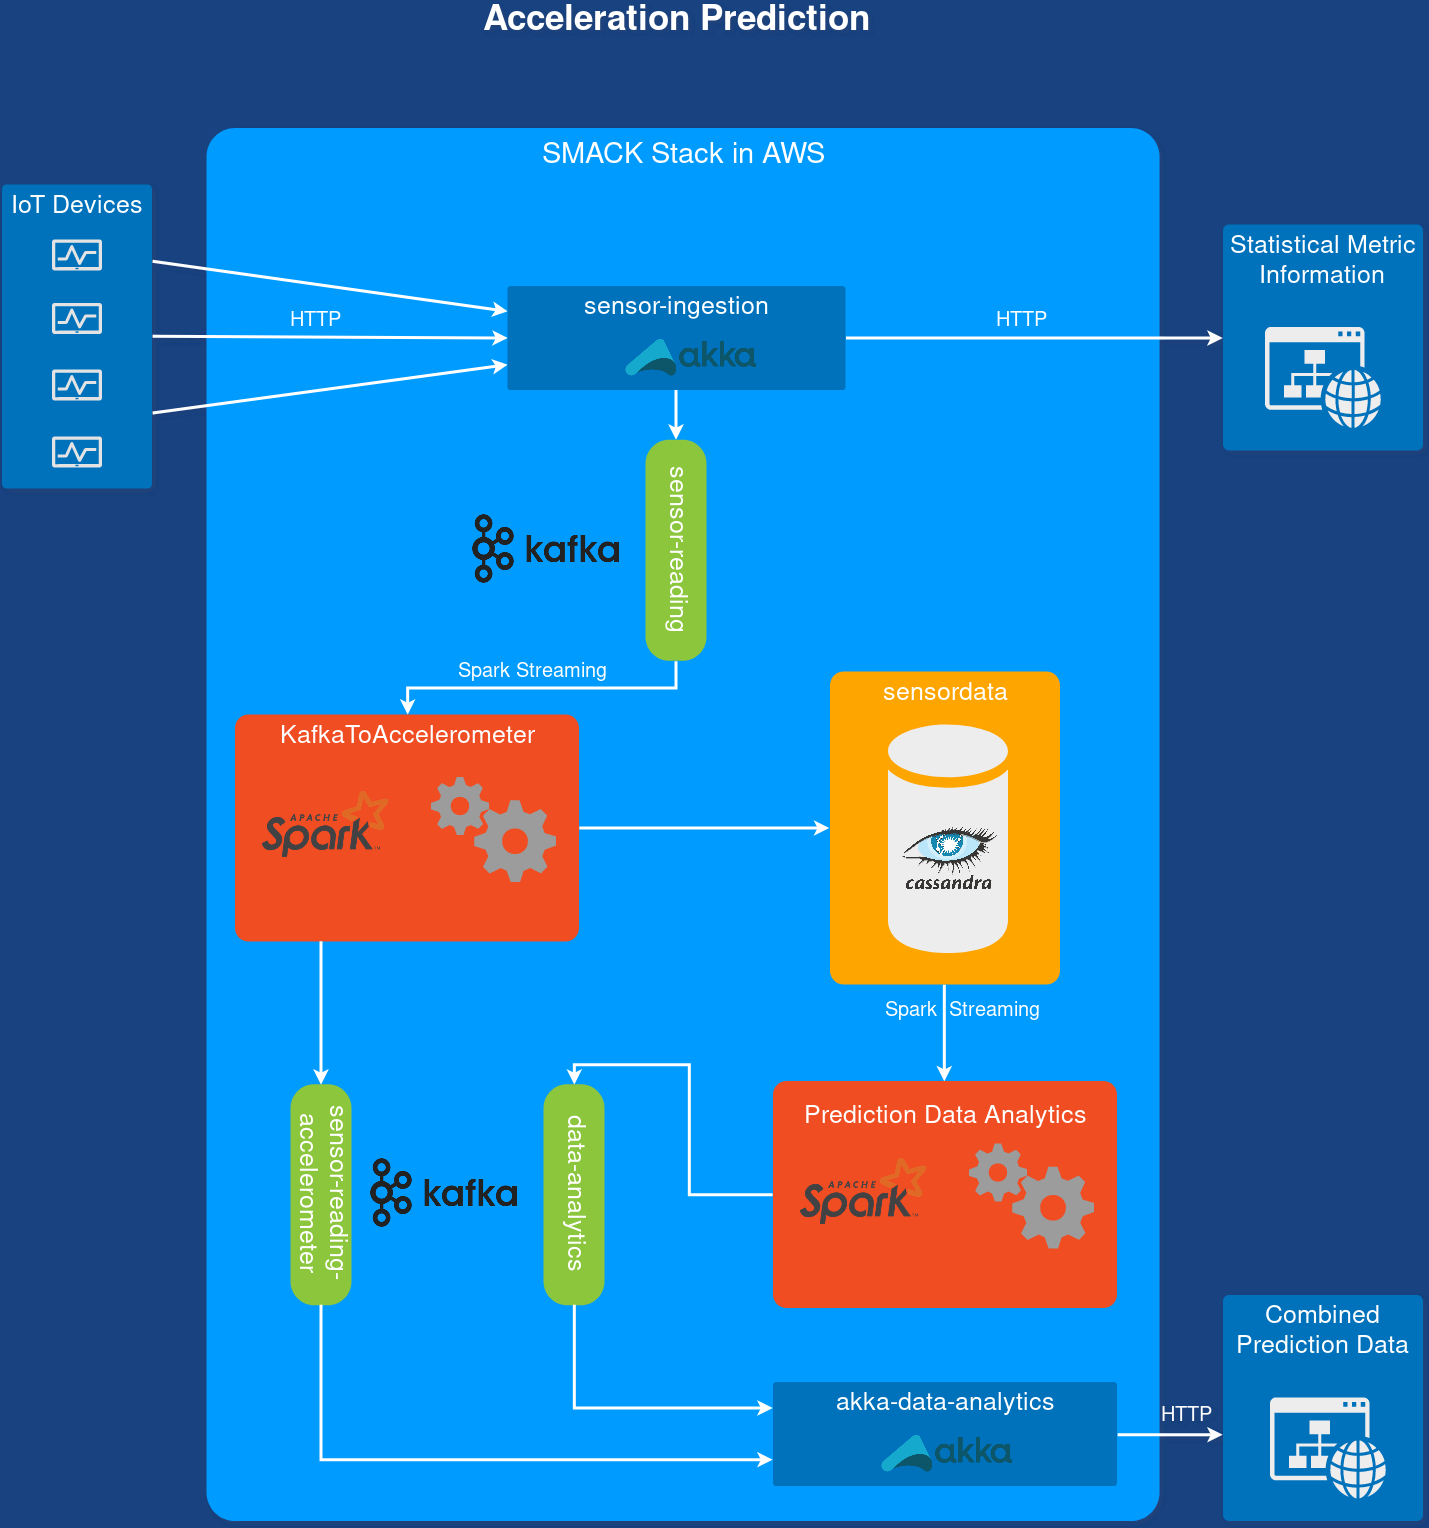 Acceleration Prediction
SMACK Stack in AWS
IoT Devices
HTTP
sensor-ingestion
akka
HTTP
Statistical Metric
Information
sensor-reading
kafka
Spark Streaming
KafkaToAccelerometer
APACHE
Spark™
sensordata
cassandra
Spark Streaming
sensor-reading-
accelerometer
kafka
data-analytics
Prediction Data Analytics
APACHE
Spark™
akka-data-analytics
akka
HTTP
Combined
Prediction Data